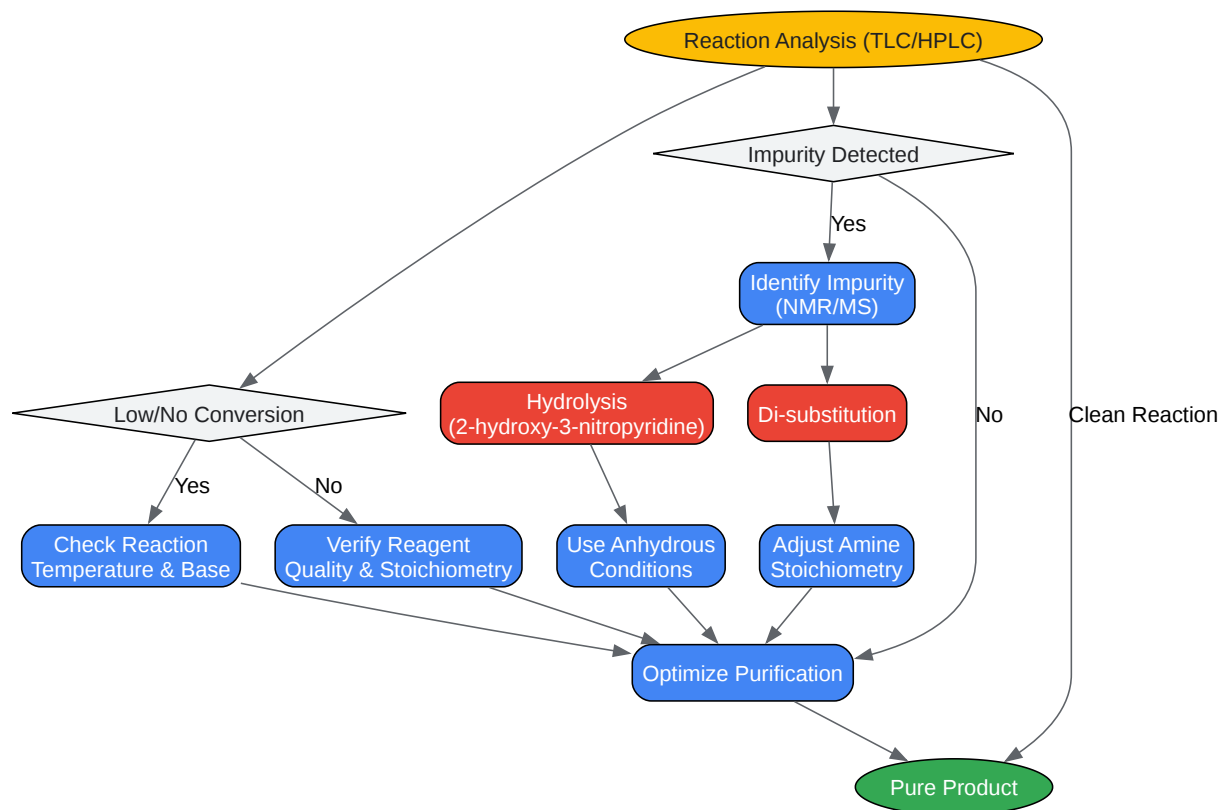 Reaction Analysis (TLC/HPLC)
Impurity Detected
Yes
Identify Impurity
(NMR/MS)
Low/No Conversion
Hydrolysis
(2-hydroxy-3-nitropyridine)
Di-substitution
No
Clean Reaction
Yes
No
Check Reaction
Temperature & Base
Verify Reagent
Quality & Stoichiometry
Use Anhydrous
Conditions
Adjust Amine
Stoichiometry
Optimize Purification
Pure Product